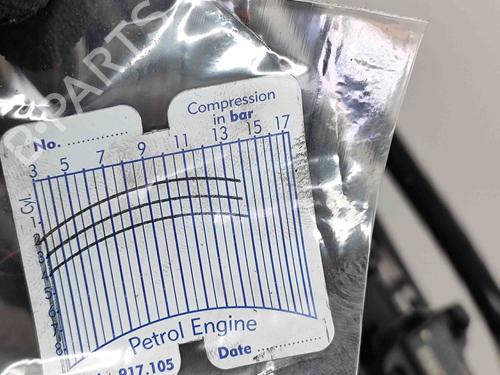 B-PARTS
Compression
in bar
No. ............
3 5 7 9 11 13 15 17
Cyl.
1
2
3
4
5
6
7
8
Petrol Engine
917.105
Date ................